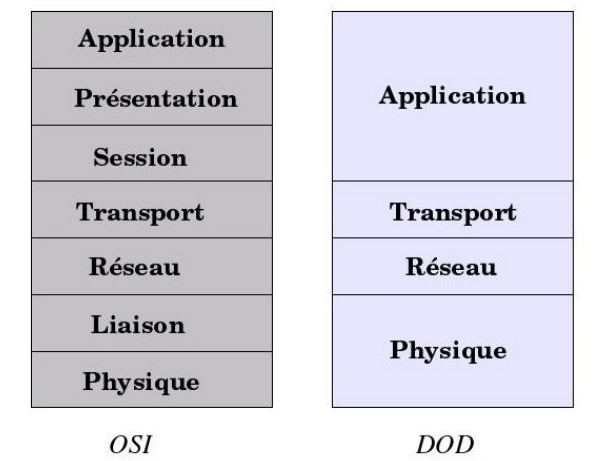 Application
Présentation
Session
Transport
Réseau
Liaison
Physique
OSI
Application
Transport
Réseau
Physique
DOD